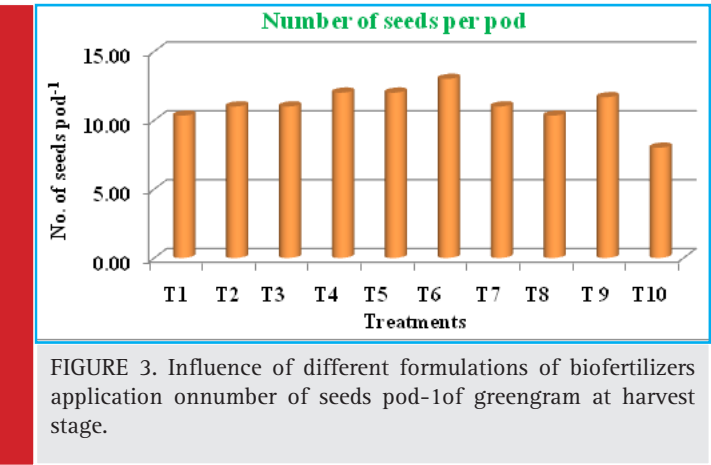 Number of seeds per pod
No. of seeds pod-1
15.00
10.00
5.00
0.00
T1 T2 T3 T4 T5 T6 T7 T8 T 9 T10
Treatments
FIGURE 3. Influence of different formulations of biofertilizers
application onnumber of seeds pod-1of greengram at harvest
stage.